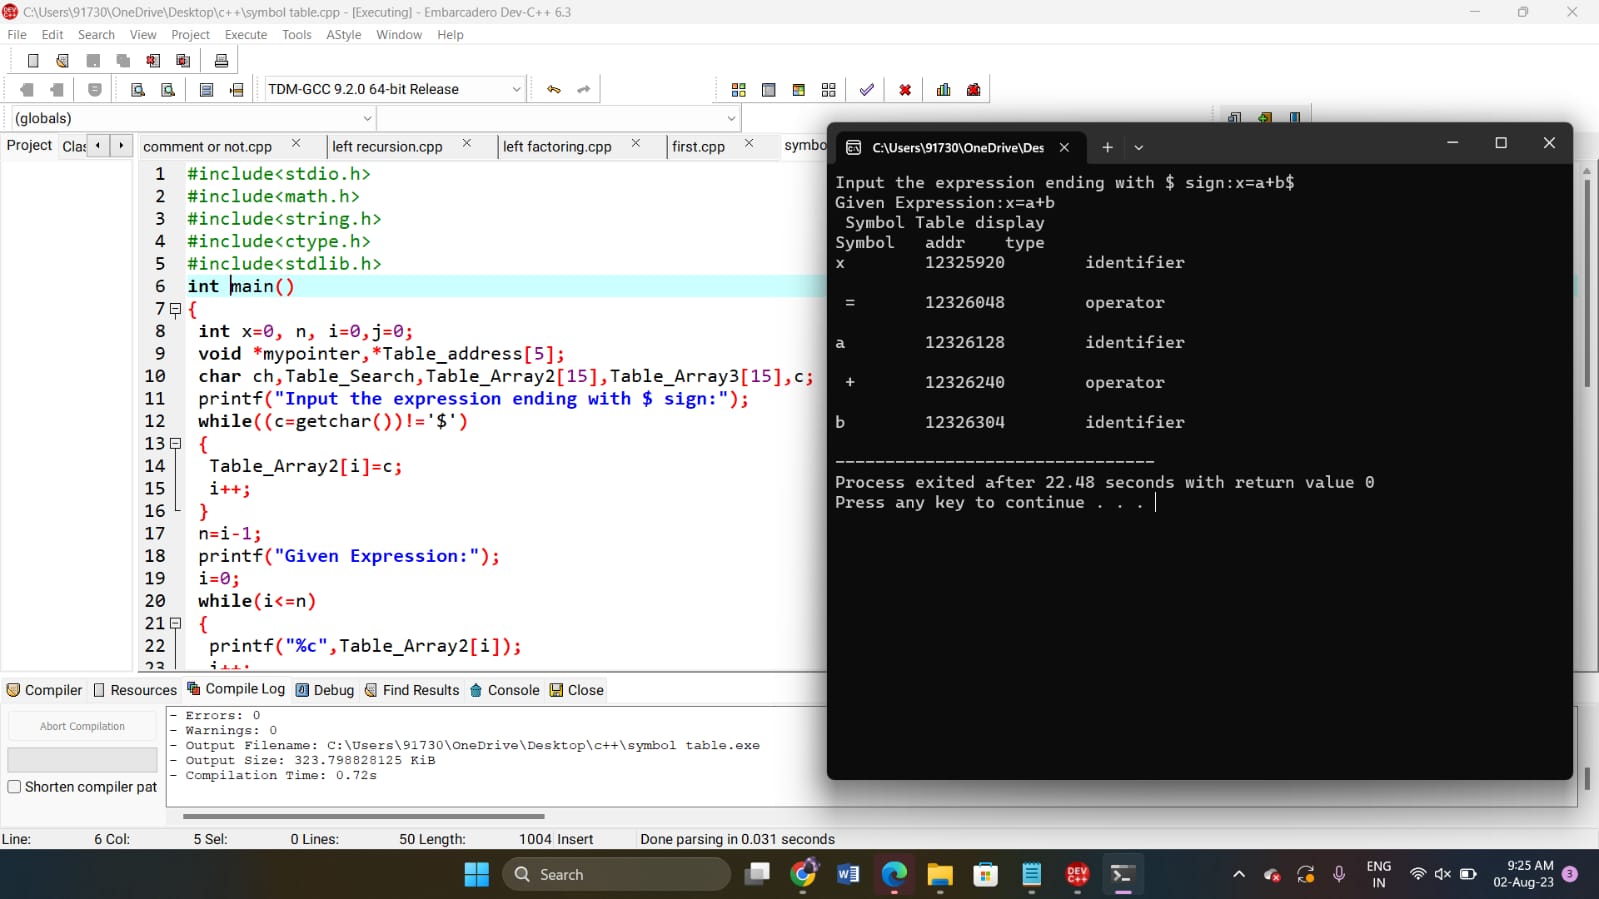 C:\Users\91730\OneDrive\Desktop\c++\symbol table.cpp - [Executing] - Embarcadero Dev-C++ 6.3
File Edit Search View Project Execute Tools AStyle Window Help
TDM-GCC 9.2.0 64-bit Release
(globals)
Project Clas comment or not.cpp left recursion.cpp left factoring.cpp first.cpp symbo
1 #include<stdio.h>
2 #include<math.h>
3 #include<string.h>
4 #include<ctype.h>
5 #include<stdlib.h>
6 int main()
7 {
8 int x=0, n, i=0,j=0;
9 void *mypointer,*Table_address[5];
10 char ch,Table_Search,Table_Array2[15],Table_Array3[15],c;
11 printf("Input the expression ending with $ sign:");
12 while((c=getchar())!='$')
13 {
14 Table_Array2[i]=c;
15 i++;
16 }
17 n=i-1;
18 printf("Given Expression:");
19 i=0;
20 while(i<=n)
21 {
22 printf("%c",Table_Array2[i]);
23 i++;
C:\Users\91730\OneDrive\Des
Input the expression ending with $ sign:x=a+b$
Given Expression:x=a+b
Symbol Table display
Symbol addr type
x 12325920 identifier
= 12326048 operator
a 12326128 identifier
+ 12326240 operator
b 12326304 identifier
--------------------------------
Process exited after 22.48 seconds with return value 0
Press any key to continue . . .
Compiler Resources Compile Log Debug Find Results Console Close
Abort Compilation
Shorten compiler pat
- Errors: 0
- Warnings: 0
- Output Filename: C:\Users\91730\OneDrive\Desktop\c++\symbol table.exe
- Output Size: 323.798828125 KiB
- Compilation Time: 0.72s
Line: 6 Col: 5 Sel: 0 Lines: 50 Length: 1004 Insert Done parsing in 0.031 seconds
Search
ENG
IN
9:25 AM
02-Aug-23
3